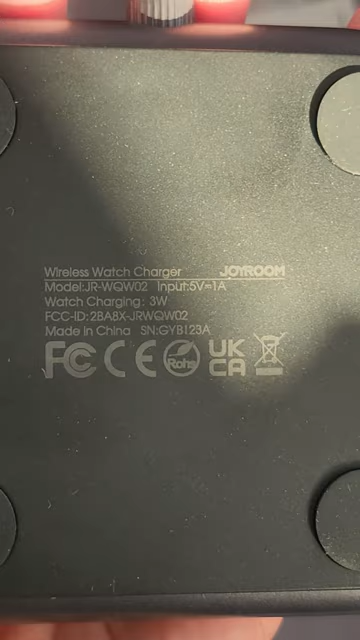 Wireless Watch Charger JOYROOM
Model:JR-WQW02 Input:5V=1A
Watch Charging: 3W
FCC-ID:2BA8X-JRWQW02
Made in China SN:GYB123A
FC CE RoHS UK CA